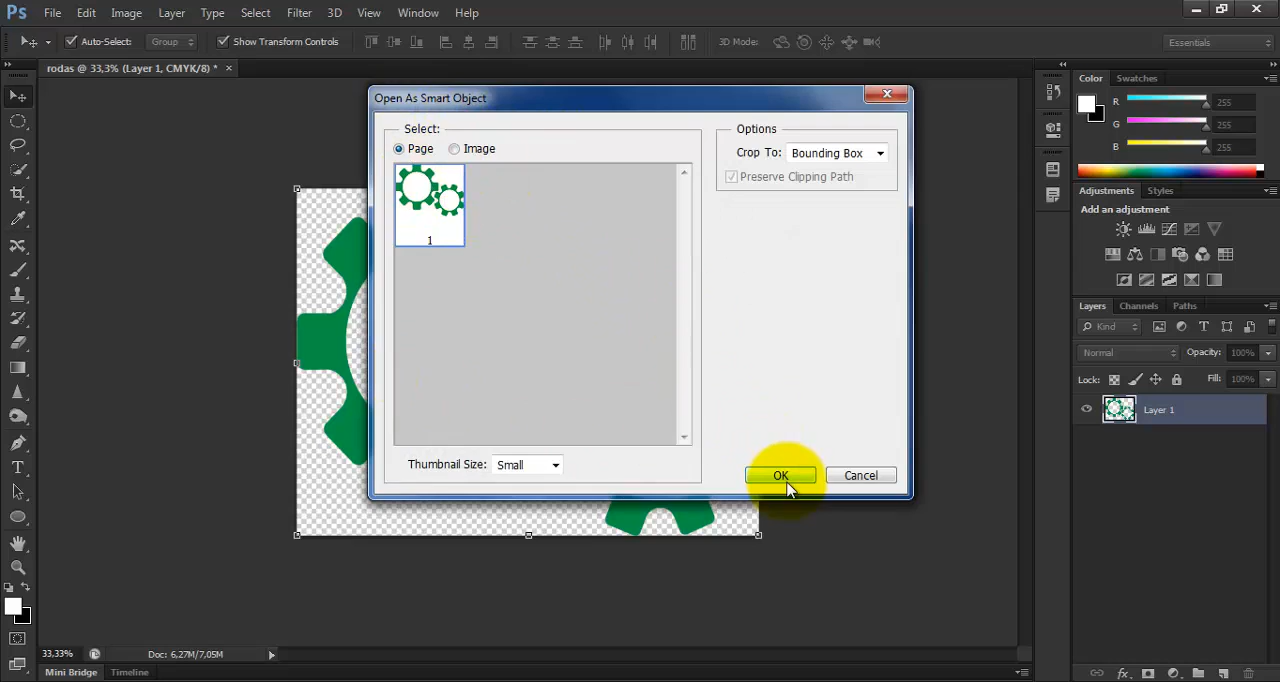 Ps File Edit Image Layer Type Select Filter 3D View Window Help
Auto-Select: Group Show Transform Controls 3D Mode: Essentials
rodas @ 33,3% (Layer 1, CMYK/8) * ×
Open As Smart Object
Select:
Page Image
1
Thumbnail Size: Small
Options
Crop To: Bounding Box
Preserve Clipping Path
OK Cancel
Color Swatches
R 255
G 255
B 255
Adjustments Styles
Add an adjustment
Layers Channels Paths
Kind
Normal Opacity: 100%
Lock: Fill: 100%
Layer 1
33,33% Doc: 6,27M/7,05M
Mini Bridge Timeline